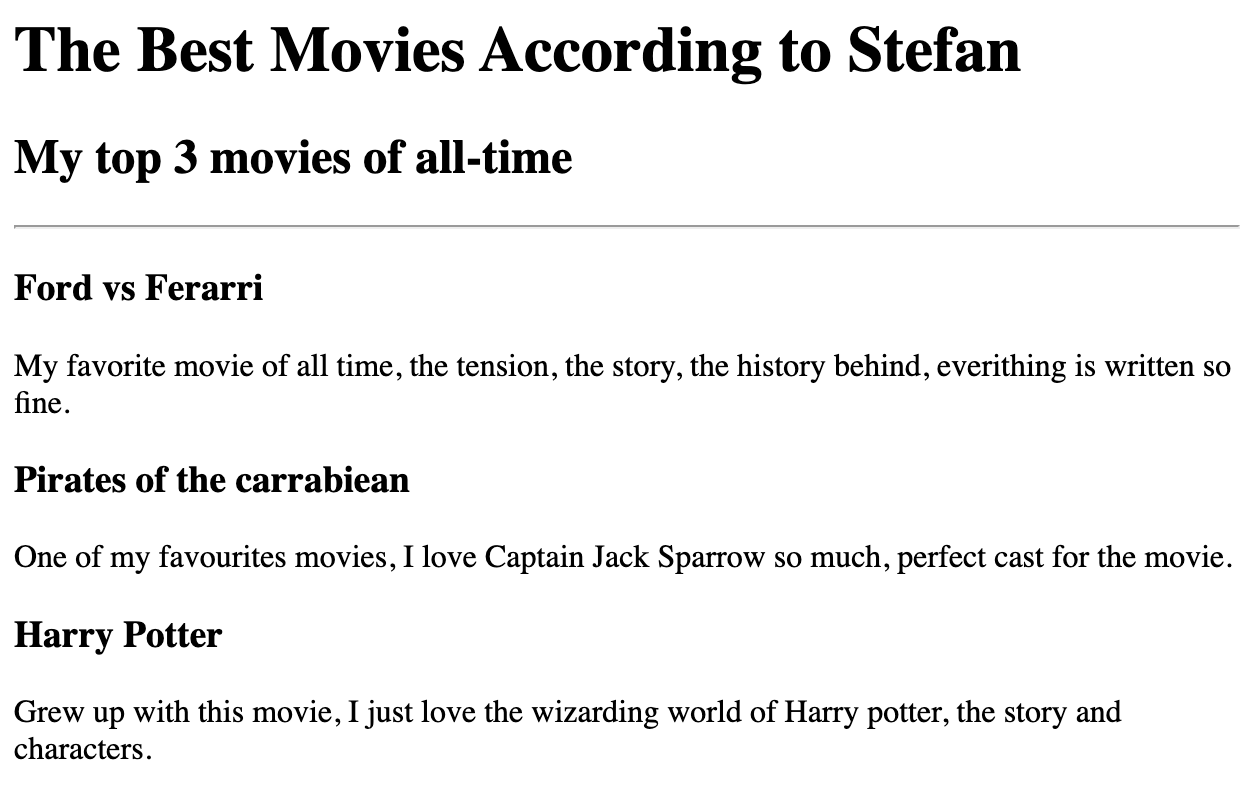 The Best Movies According to Stefan
My top 3 movies of all-time
Ford vs Ferarri
My favorite movie of all time, the tension, the story, the history behind, everithing is written so
fine.
Pirates of the carrabiean
One of my favourites movies, I love Captain Jack Sparrow so much, perfect cast for the movie.
Harry Potter
Grew up with this movie, I just love the wizarding world of Harry potter, the story and
characters.